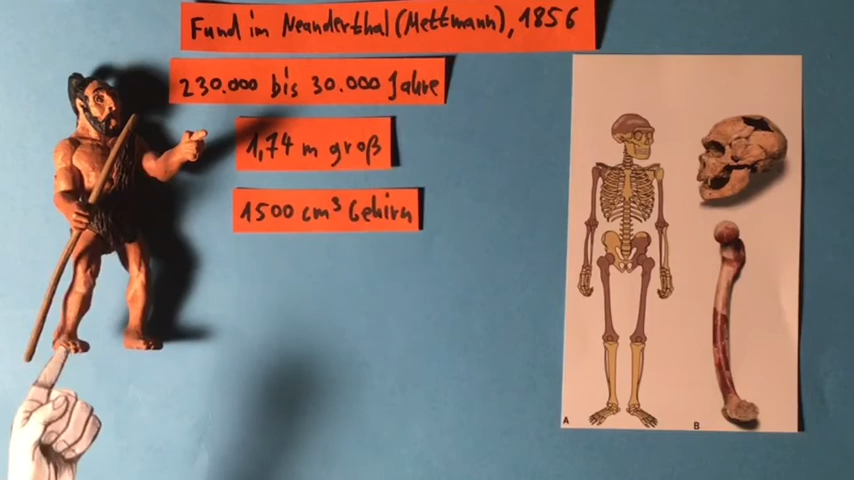 Fund im Neanderthal (Mettmann), 1856
230.000 bis 30.000 Jahre
1,74 m groß
1500 cm³ Gehirn
A
B